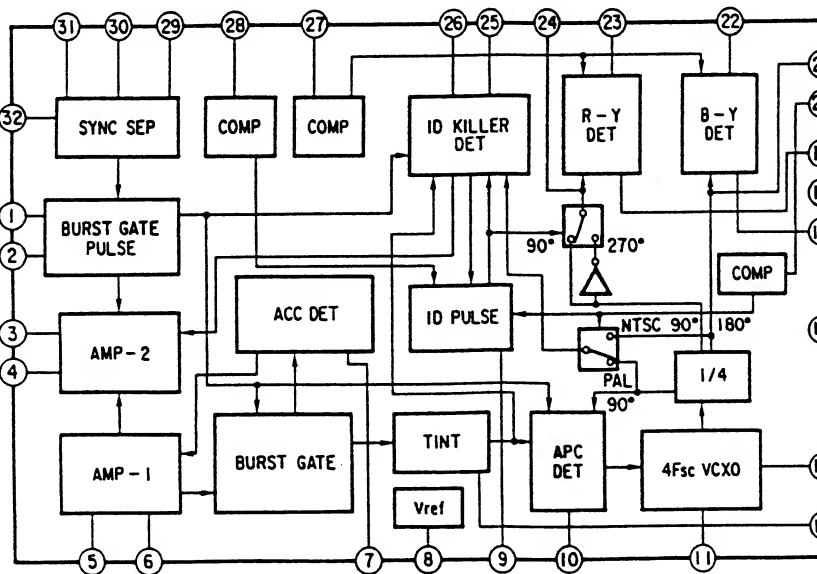 31 30 29 28 27 26 25 24 23 22
32
SYNC SEP
COMP
COMP
ID KILLER
DET
R-Y
DET
B-Y
DET
1
2
BURST GATE
PULSE
90° 270°
COMP
3
4
AMP-2
ACC DET
ID PULSE
NTSC 90° 180°
PAL
90°
1/4
AMP-1
BURST GATE
TINT
APC
DET
4Fsc VCXO
Vref
5 6 7 8 9 10 11